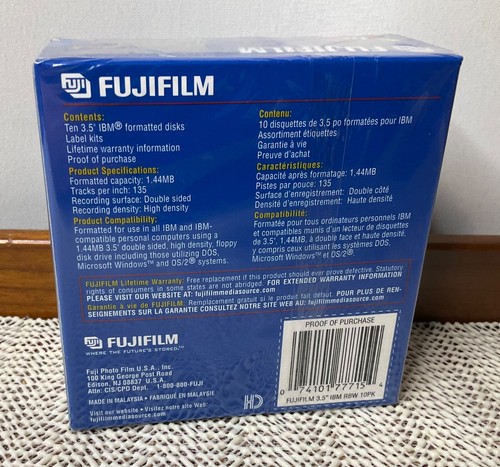 FUJI FUJIFILM
Contents:
Ten 3.5' IBM® formatted disks
Label kits
Lifetime warranty information
Proof of purchase
Product Specifications:
Formatted capacity: 1.44MB
Tracks per inch: 135
Recording surface: Double sided
Recording density: High density
Product Compatibility:
Formatted for use in all IBM and IBM-
compatible personal computers using a
1.44MB 3.5' double sided, high density, floppy
disk drive including those utilizing DOS,
Microsoft Windows™ and OS/2® systems.
Contenu:
10 disquettes de 3,5 po formatées pour IBM
Assortiment étiquettes
Garantie à vie
Preuve d'achat
Caractéristiques:
Capacité après formatage: 1,44MB
Pistes par pouce: 135
Surface d'enregistrement: Double côté
Densité d'enregistrement: Haute densité
Compatibilité:
Formatée pour tous ordinateurs personnels IBM
et compatibles munis d'un lecteur de disquettes
de 3.5", 1.44MB, à double face et haute densité.
y compris ceux utilisant les systèmes DOS,
Microsoft Windows™ et OS/2®.
FUJIFILM Lifetime Warranty: Free replacement if this product should ever prove defective. Statutory
rights of consumers in some states are not abridged. FOR EXTENDED WARRANTY INFORMATION
PLEASE VISIT OUR WEBSITE AT: fujifilmmediasource.com
Garantie à vie de FUJIFILM: Remplacement gratuit si le produit fait défaut. POUR PLUS DE REN-
SEIGNEMENTS SUR LA GARANTIE CONSULTEZ NOTRE SITE WEB AU: fujifilmmediasource.com
FUJI FUJIFILM
WHERE THE FUTURE'S STORED.™
Fuji Photo Film U.S.A., Inc.
100 King George Post Road
Edison, NJ 08837 U.S.A.
Attn: CIS/CPD Dept. 1-800-800-FUJI
MADE IN MALAYSIA • FABRIQUÉ EN MALAYSIE
Visit our website • Visitez notre site Web
fujifilmmediasource.com
HD
PROOF OF PURCHASE
0 74101 77715 4
FUJIFILM 3.5" IBM RBW 10PK